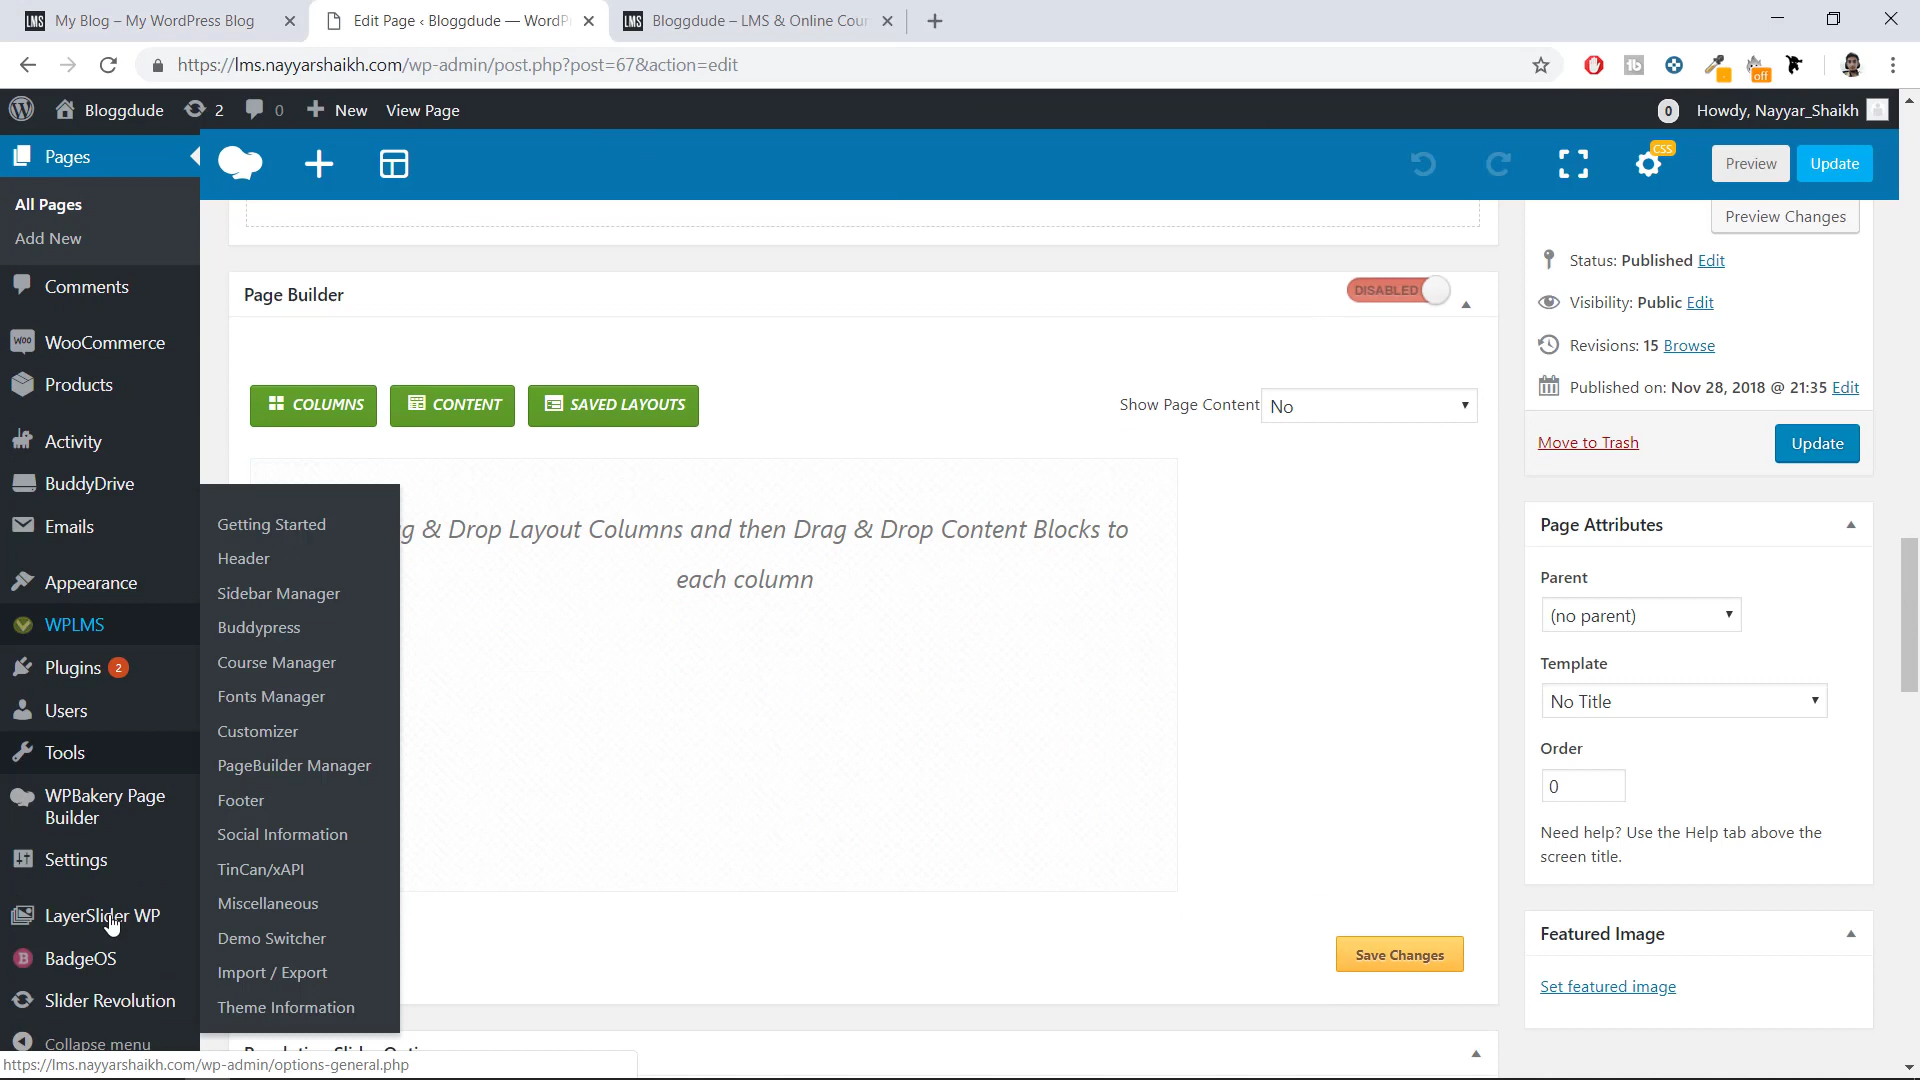 LMS My Blog – My WordPress Blog
Edit Page ‹ Bloggdude — WordP
LMS Bloggdude – LMS & Online Cour
https://lms.nayyarshaikh.com/wp-admin/post.php?post=67&action=edit
off
Bloggdude 2 0 New View Page
0 Howdy, Nayyar_Shaikh
Pages
All Pages
Add New
Comments
WooCommerce
Products
Activity
BuddyDrive
Emails
Appearance
WPLMS
Plugins 2
Users
Tools
WPBakery Page
Builder
Settings
LayerSlider WP
BadgeOS
Slider Revolution
Collapse menu
Getting Started
Header
Sidebar Manager
Buddypress
Course Manager
Fonts Manager
Customizer
PageBuilder Manager
Footer
Social Information
TinCan/xAPI
Miscellaneous
Demo Switcher
Import / Export
Theme Information
CSS
Preview Update
Page Builder
DISABLED
COLUMNS CONTENT SAVED LAYOUTS
Show Page Content No
g & Drop Layout Columns and then Drag & Drop Content Blocks to
each column
Save Changes
Preview Changes
Status: Published Edit
Visibility: Public Edit
Revisions: 15 Browse
Published on: Nov 28, 2018 @ 21:35 Edit
Move to Trash Update
Page Attributes
Parent
(no parent)
Template
No Title
Order
0
Need help? Use the Help tab above the
screen title.
Featured Image
Set featured image
https://lms.nayyarshaikh.com/wp-admin/options-general.php